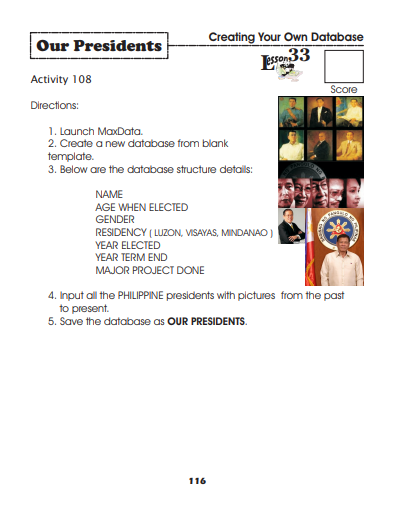 Creating Your Own Database
Our Presidents
Lesson 33
Activity 108
Score
Directions:
1. Launch MaxData.
2. Create a new database from blank
template.
3. Below are the database structure details:
NAME
AGE WHEN ELECTED
GENDER
RESIDENCY ( LUZON, VISAYAS, MINDANAO )
YEAR ELECTED
YEAR TERM END
MAJOR PROJECT DONE
4. Input all the PHILIPPINE presidents with pictures from the past
to present.
5. Save the database as OUR PRESIDENTS.
116